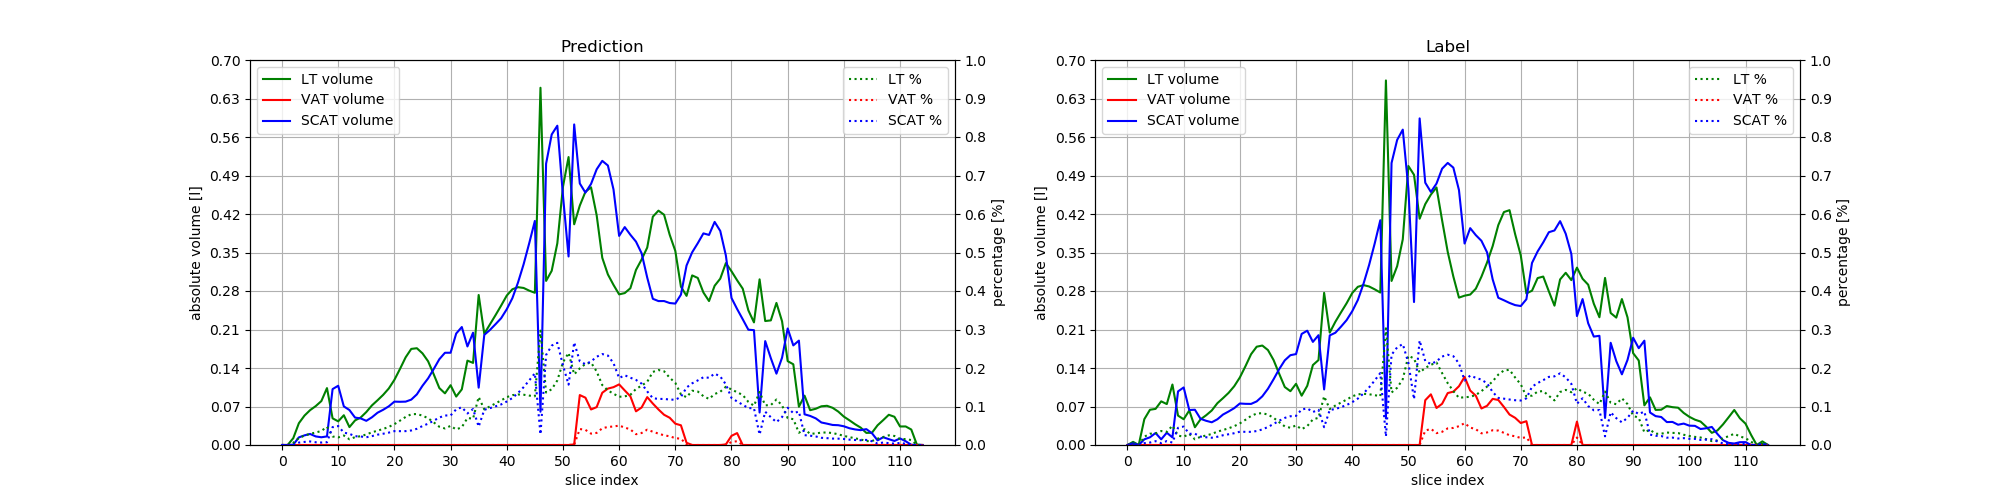 Prediction
0.70
0.63
0.56
0.49
0.42
0.35
0.28
0.21
0.14
0.07
0.00
absolute volume [l]
LT volume
VAT volume
SCAT volume
LT %
VAT %
SCAT %
1.0
0.9
0.8
0.7
0.6
0.5
0.4
0.3
0.2
0.1
0.0
percentage [%]
0 10 20 30 40 50 60 70 80 90 100 110
slice index
Label
0.70
0.63
0.56
0.49
0.42
0.35
0.28
0.21
0.14
0.07
0.00
absolute volume [l]
LT volume
VAT volume
SCAT volume
LT %
VAT %
SCAT %
1.0
0.9
0.8
0.7
0.6
0.5
0.4
0.3
0.2
0.1
0.0
percentage [%]
0 10 20 30 40 50 60 70 80 90 100 110
slice index